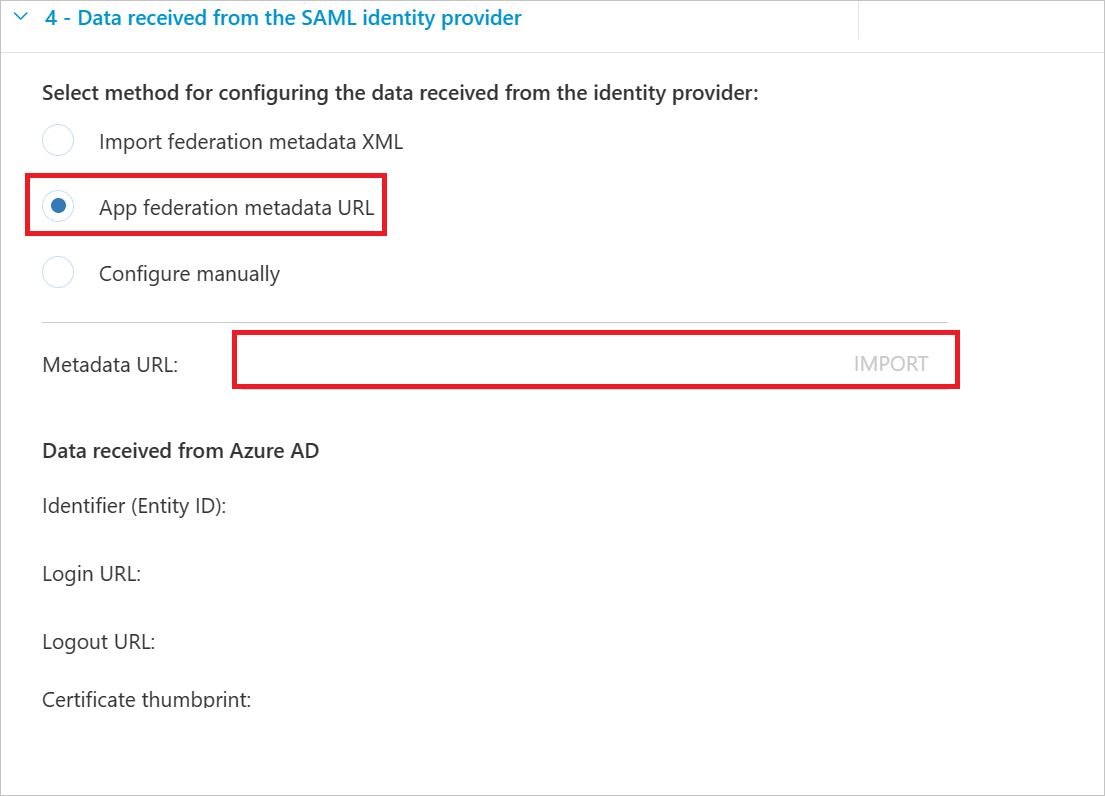 4 - Data received from the SAML identity provider
Select method for configuring the data received from the identity provider:
Import federation metadata XML
App federation metadata URL
Configure manually
Metadata URL:
IMPORT
Data received from Azure AD
Identifier (Entity ID):
Login URL:
Logout URL:
Certificate thumbprint: